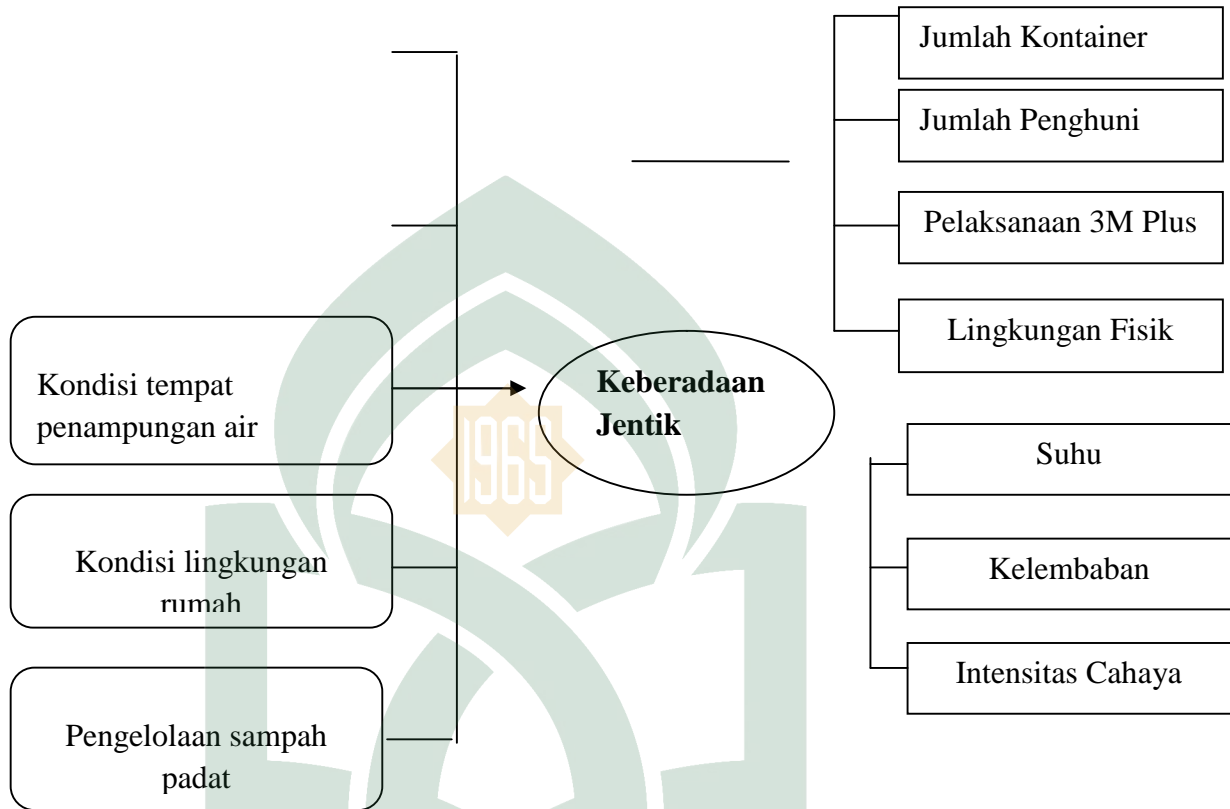 Jumlah Kontainer
Jumlah Penghuni
Pelaksanaan 3M Plus
Lingkungan Fisik
Kondisi tempat
penampungan air
Keberadaan
Jentik
1965
Suhu
Kondisi lingkungan
rumah
Kelembaban
Intensitas Cahaya
Pengelolaan sampah
padat